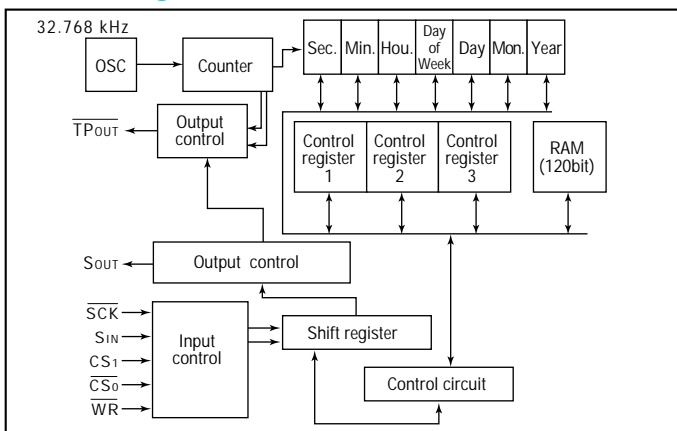 32.768 kHz
OSC
Counter
Sec.
Min.
Hou.
Day
of
Week
Day
Mon.
Year
TPOUT
Output
control
Control
register
1
Control
register
2
Control
register
3
RAM
(120bit)
SOUT
Output control
SCK
SIN
CS1
CS0
WR
Input
control
Shift register
Control circuit